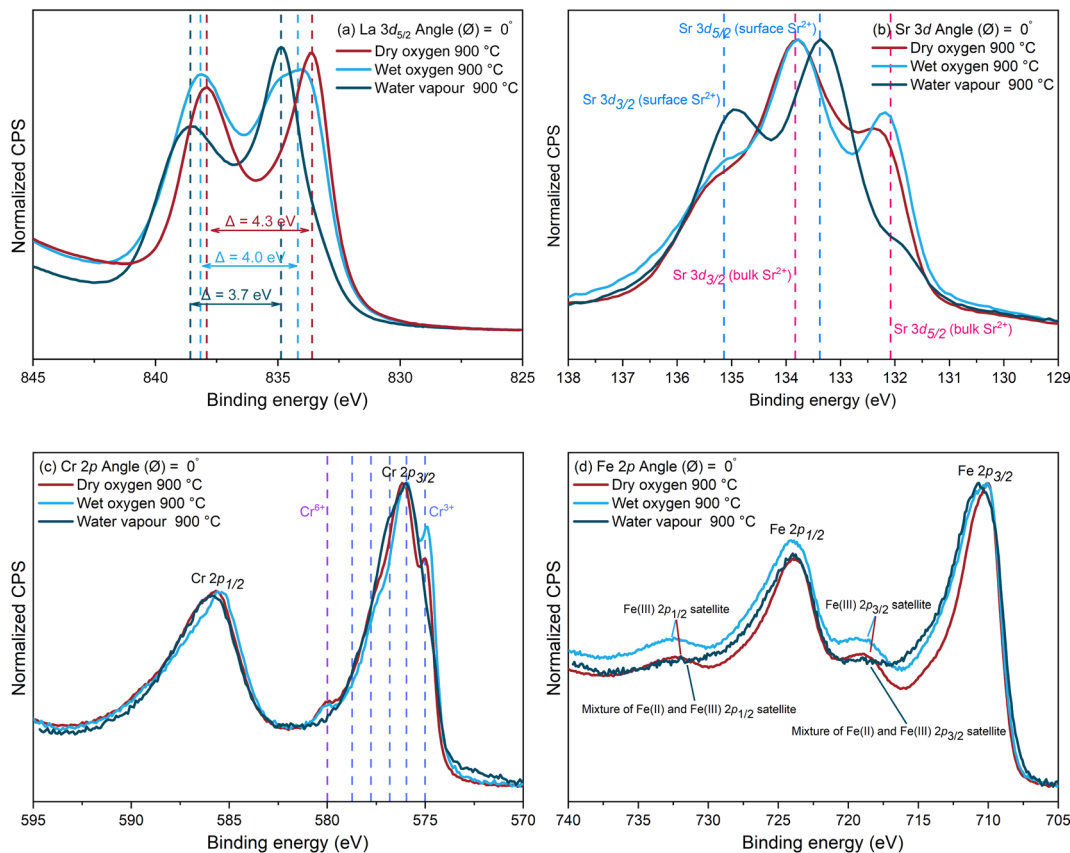 (a) La 3d5/2 Angle (Ø) = 0°
Dry oxygen 900 °C
Wet oxygen 900 °C
Water vapour 900 °C
Δ = 4.3 eV
Δ = 4.0 eV
Δ = 3.7 eV
Normalized CPS
845 840 835 830 825
Binding energy (eV)
Sr 3d5/2 (surface Sr2+)
(b) Sr 3d Angle (Ø) = 0°
Dry oxygen 900 °C
Wet oxygen 900 °C
Water vapour 900 °C
Sr 3d3/2 (surface Sr2+)
Sr 3d3/2 (bulk Sr2+)
Sr 3d5/2 (bulk Sr2+)
Normalized CPS
138 137 136 135 134 133 132 131 130 129
Binding energy (eV)
(c) Cr 2p Angle (Ø) = 0°
Dry oxygen 900 °C
Wet oxygen 900 °C
Water vapour 900 °C
Cr 2p3/2
Cr6+
Cr3+
Cr 2p1/2
Normalized CPS
595 590 585 580 575 570
Binding energy (eV)
(d) Fe 2p Angle (Ø) = 0°
Dry oxygen 900 °C
Wet oxygen 900 °C
Water vapour 900 °C
Fe 2p3/2
Fe 2p1/2
Fe(III) 2p1/2 satellite
Fe(III) 2p3/2 satellite
Mixture of Fe(II) and Fe(III) 2p1/2 satellite
Mixture of Fe(II) and Fe(III) 2p3/2 satellite
Normalized CPS
740 735 730 725 720 715 710 705
Binding energy (eV)